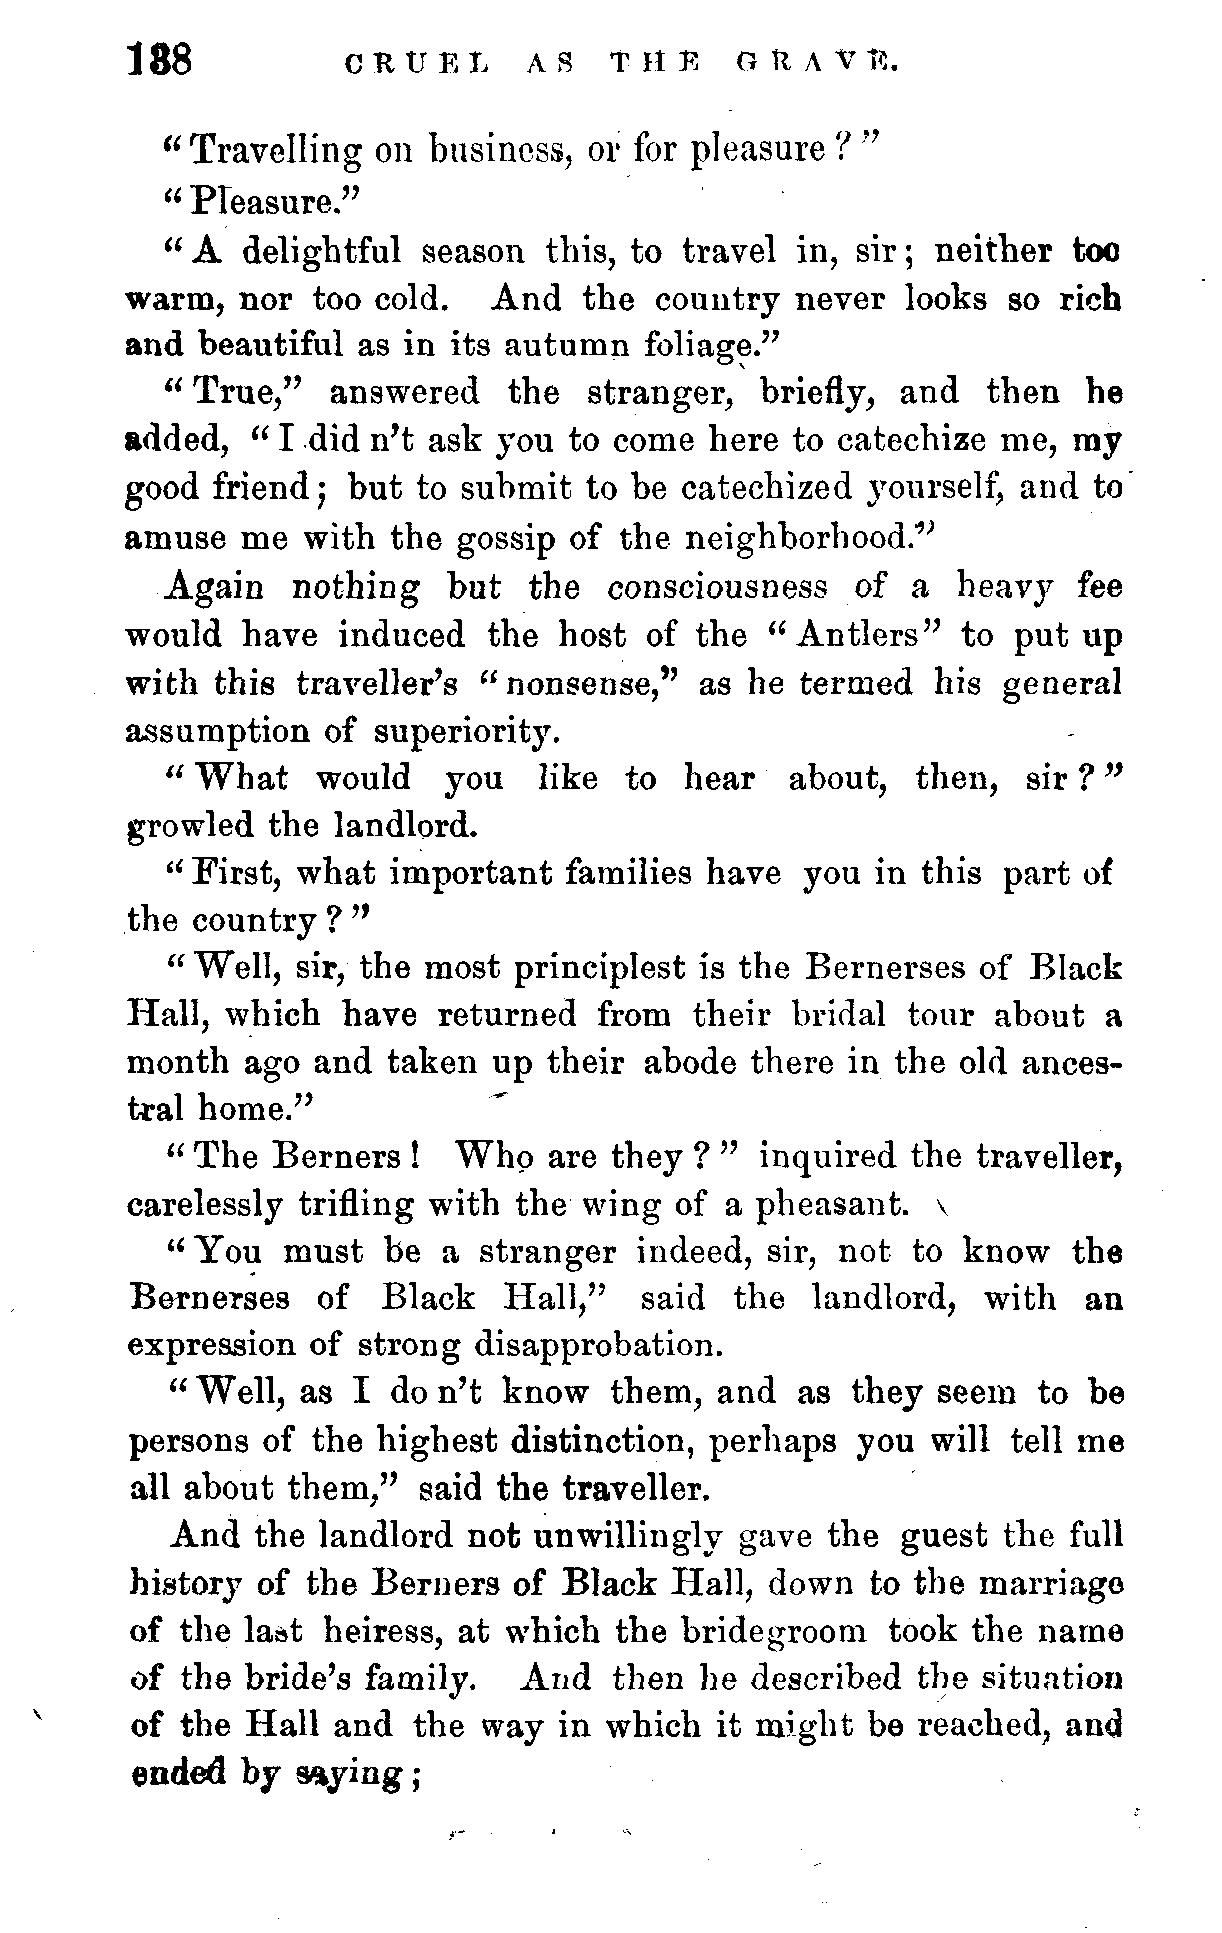 138 CRUEL AS THE GRAVE.
"Travelling on business, or for pleasure?"
"Pleasure."
"A delightful season this, to travel in, sir; neither too
warm, nor too cold. And the country never looks so rich
and beautiful as in its autumn foliage."
"True," answered the stranger, briefly, and then he
added, "I did n't ask you to come here to catechize me, my
good friend; but to submit to be catechized yourself, and to
amuse me with the gossip of the neighborhood."
Again nothing but the consciousness of a heavy fee
would have induced the host of the "Antlers" to put up
with this traveller's "nonsense," as he termed his general
assumption of superiority.
"What would you like to hear about, then, sir?"
growled the landlord.
"First, what important families have you in this part of
the country?"
"Well, sir, the most principlest is the Bernerses of Black
Hall, which have returned from their bridal tour about a
month ago and taken up their abode there in the old ances-
tral home."
"The Berners! Who are they?" inquired the traveller,
carelessly trifling with the wing of a pheasant.
"You must be a stranger indeed, sir, not to know the
Bernerses of Black Hall," said the landlord, with an
expression of strong disapprobation.
"Well, as I do n't know them, and as they seem to be
persons of the highest distinction, perhaps you will tell me
all about them," said the traveller.
And the landlord not unwillingly gave the guest the full
history of the Berners of Black Hall, down to the marriage
of the last heiress, at which the bridegroom took the name
of the bride's family. And then he described the situation
of the Hall and the way in which it might be reached, and
ended by saying;